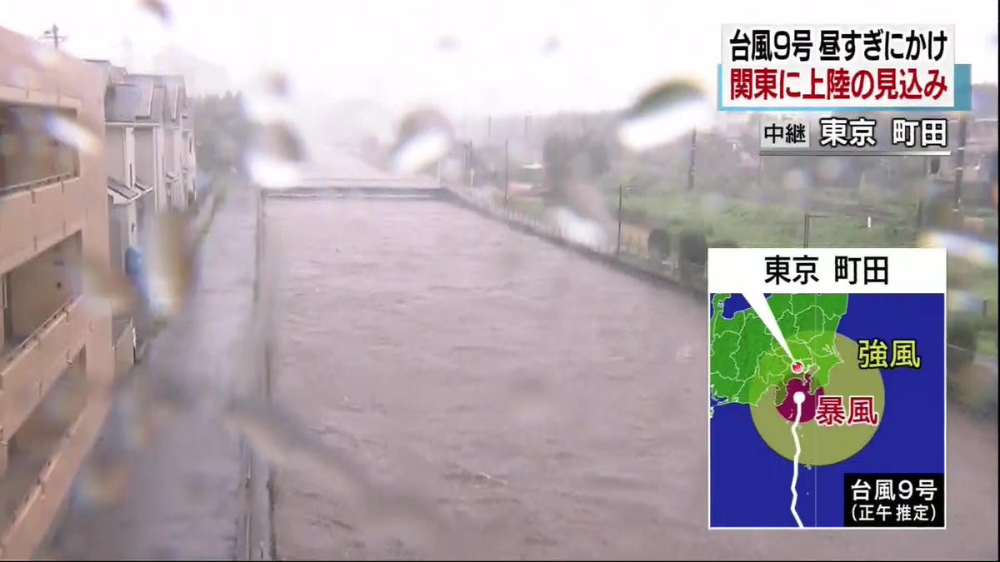 台風9号 昼すぎにかけ
関東に上陸の見込み
中継 東京 町田
東京 町田
強風
暴風
台風9号
(正午 推定)